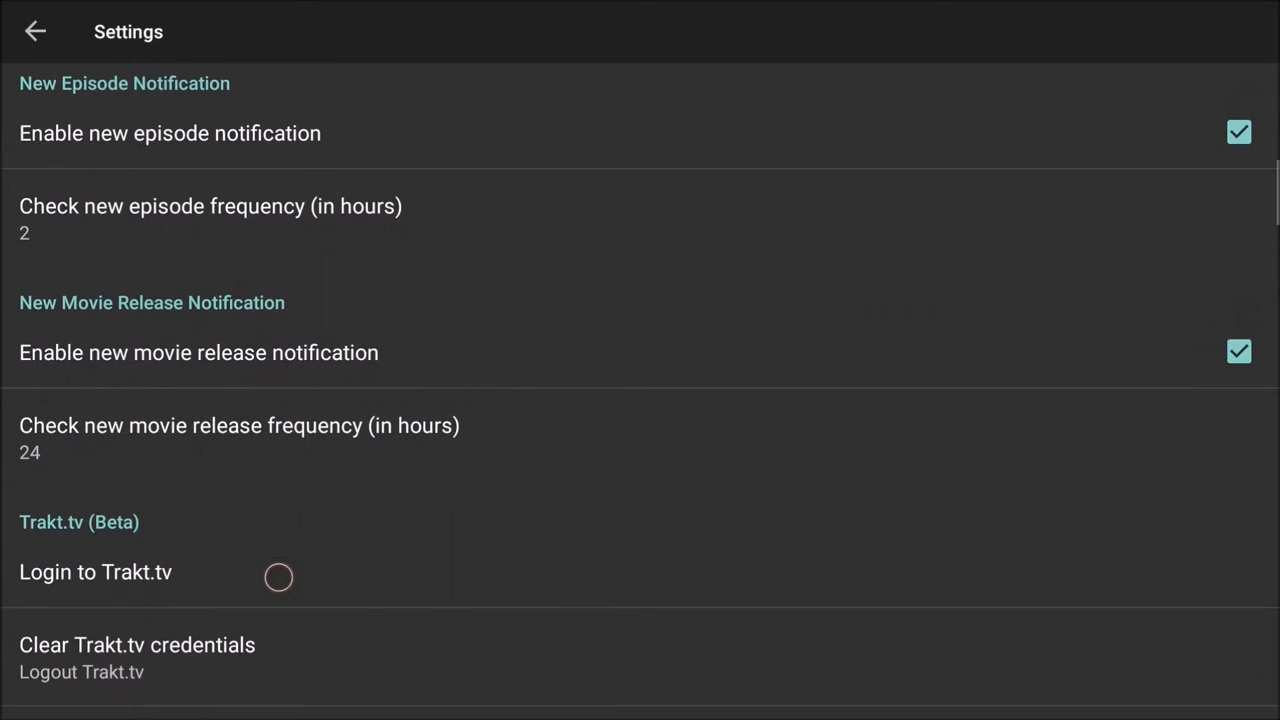 Settings
New Episode Notification
Enable new episode notification
Check new episode frequency (in hours)
2
New Movie Release Notification
Enable new movie release notification
Check new movie release frequency (in hours)
24
Trakt.tv (Beta)
Login to Trakt.tv
Clear Trakt.tv credentials
Logout Trakt.tv